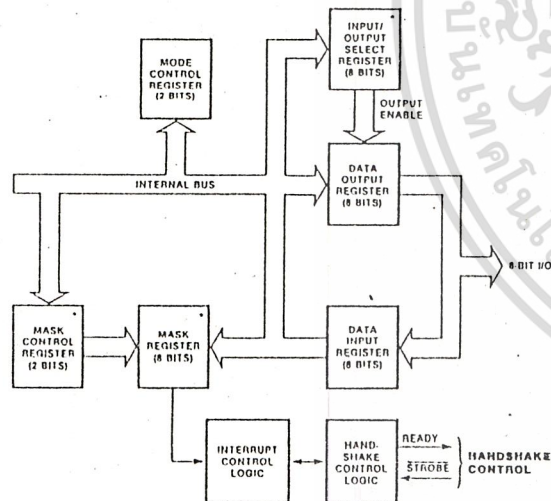 INPUT/
OUTPUT
SELECT
REGISTER
(8 BITS)
MODE
CONTROL
REGISTER
(2 BITS)
OUTPUT
ENABLE
INTERNAL BUS
DATA
OUTPUT
REGISTER
(8 BITS)
8-BIT I/O
MASK
CONTROL
REGISTER
(2 BITS)
MASK
REGISTER
(8 BITS)
DATA
INPUT
REGISTER
(8 BITS)
INTERRUPT
CONTROL
LOGIC
HAND-
SHAKE
CONTROL
LOGIC
READY
STROBE
HANDSHAKE
CONTROL